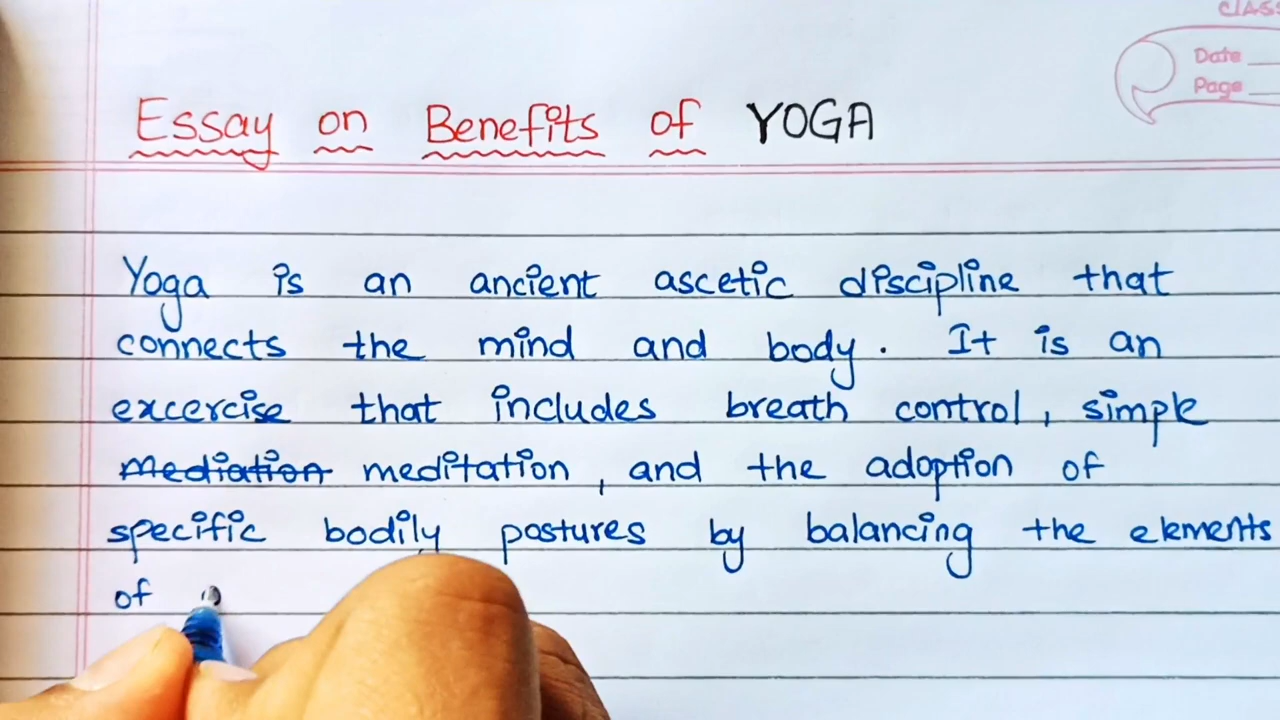 CLASS
Date
Page
Essay on Benefits of YOGA
Yoga is an ancient ascetic discipline that
connects the mind and body. It is an
excercise that includes breath control, simple
mediation meditation, and the adoption of
specific bodily postures by balancing the elements
of